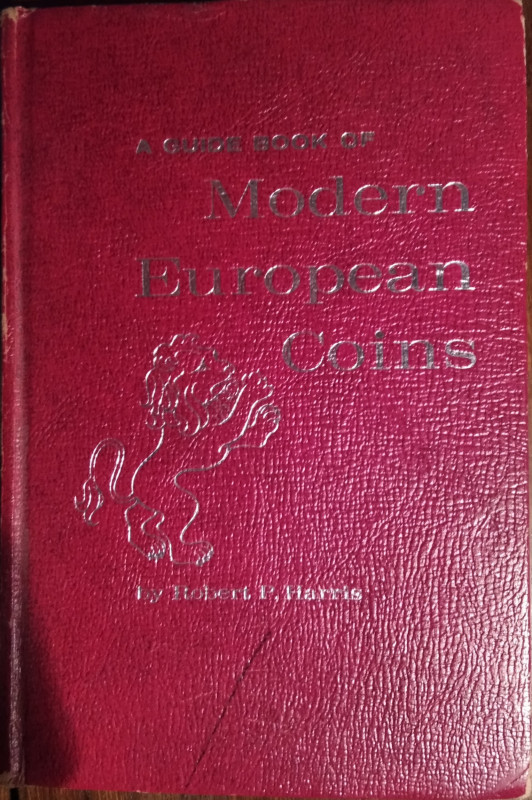 A GUIDE BOOK OF
Modern
European
Coins
by Robert P. Harris